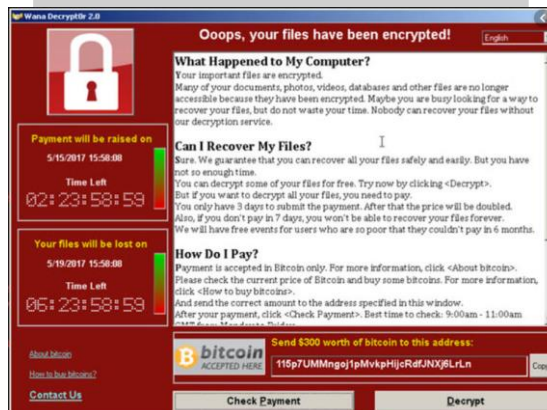 Wana Decrypt0r 2.0
Ooops, your files have been encrypted!
English
What Happened to My Computer?
Your important files are encrypted.
Many of your documents, photos, videos, databases and other files are no longer
accessible because they have been encrypted. Maybe you are busy looking for a way to
recover your files, but do not waste your time. Nobody can recover your files without
our decryption service.
Can I Recover My Files?
Sure. We guarantee that you can recover all your files safely and easily. But you have
not so enough time.
You can decrypt some of your files for free. Try now by clicking <Decrypt>.
But if you want to decrypt all your files, you need to pay.
You only have 3 days to submit the payment. After that the price will be doubled.
Also, if you don't pay in 7 days, you won't be able to recover your files forever.
We will have free events for users who are so poor that they couldn't pay in 6 months.
How Do I Pay?
Payment is accepted in Bitcoin only. For more information, click <About bitcoin>.
Please check the current price of Bitcoin and buy some bitcoins. For more information,
click <How to buy bitcoins>.
And send the correct amount to the address specified in this window.
After your payment, click <Check Payment>. Best time to check: 9:00am - 11:00am
GMT from Monday to Friday.
Payment will be raised on
5/15/2017 15:58:08
Time Left
02:23:58:59
Your files will be lost on
5/19/2017 15:58:08
Time Left
06:23:58:59
About bitcoin
How to buy bitcoins?
Contact Us
bitcoin
ACCEPTED HERE
Send $300 worth of bitcoin to this address:
115p7UMMngoj1pMvkpHijcRdfJNXj6LrLn
Copy
Check Payment
Decrypt